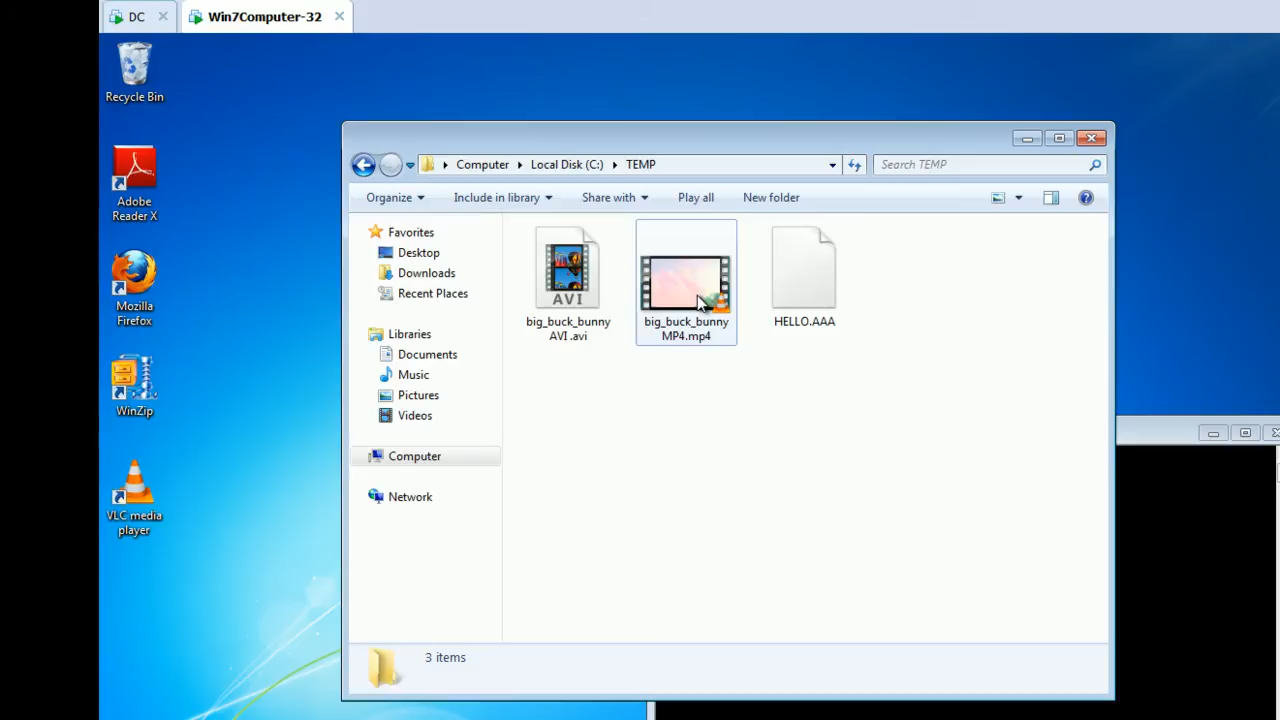 DC
Win7Computer-32
Recycle Bin
Adobe
Reader X
Mozilla
Firefox
WinZip
VLC media
player
Computer
Local Disk (C:)
TEMP
Search TEMP
Organize
Include in library
Share with
Play all
New folder
Favorites
Desktop
Downloads
Recent Places
Libraries
Documents
Music
Pictures
Videos
Computer
Network
AVI
big_buck_bunny
AVI .avi
big_buck_bunny
MP4.mp4
HELLO.AAA
3 items